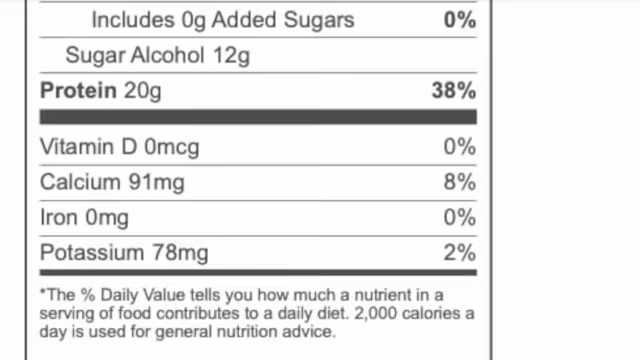 Includes 0g Added Sugars 0%
Sugar Alcohol 12g
Protein 20g 38%
Vitamin D 0mcg 0%
Calcium 91mg 8%
Iron 0mg 0%
Potassium 78mg 2%
*The % Daily Value tells you how much a nutrient in a
serving of food contributes to a daily diet. 2,000 calories a
day is used for general nutrition advice.